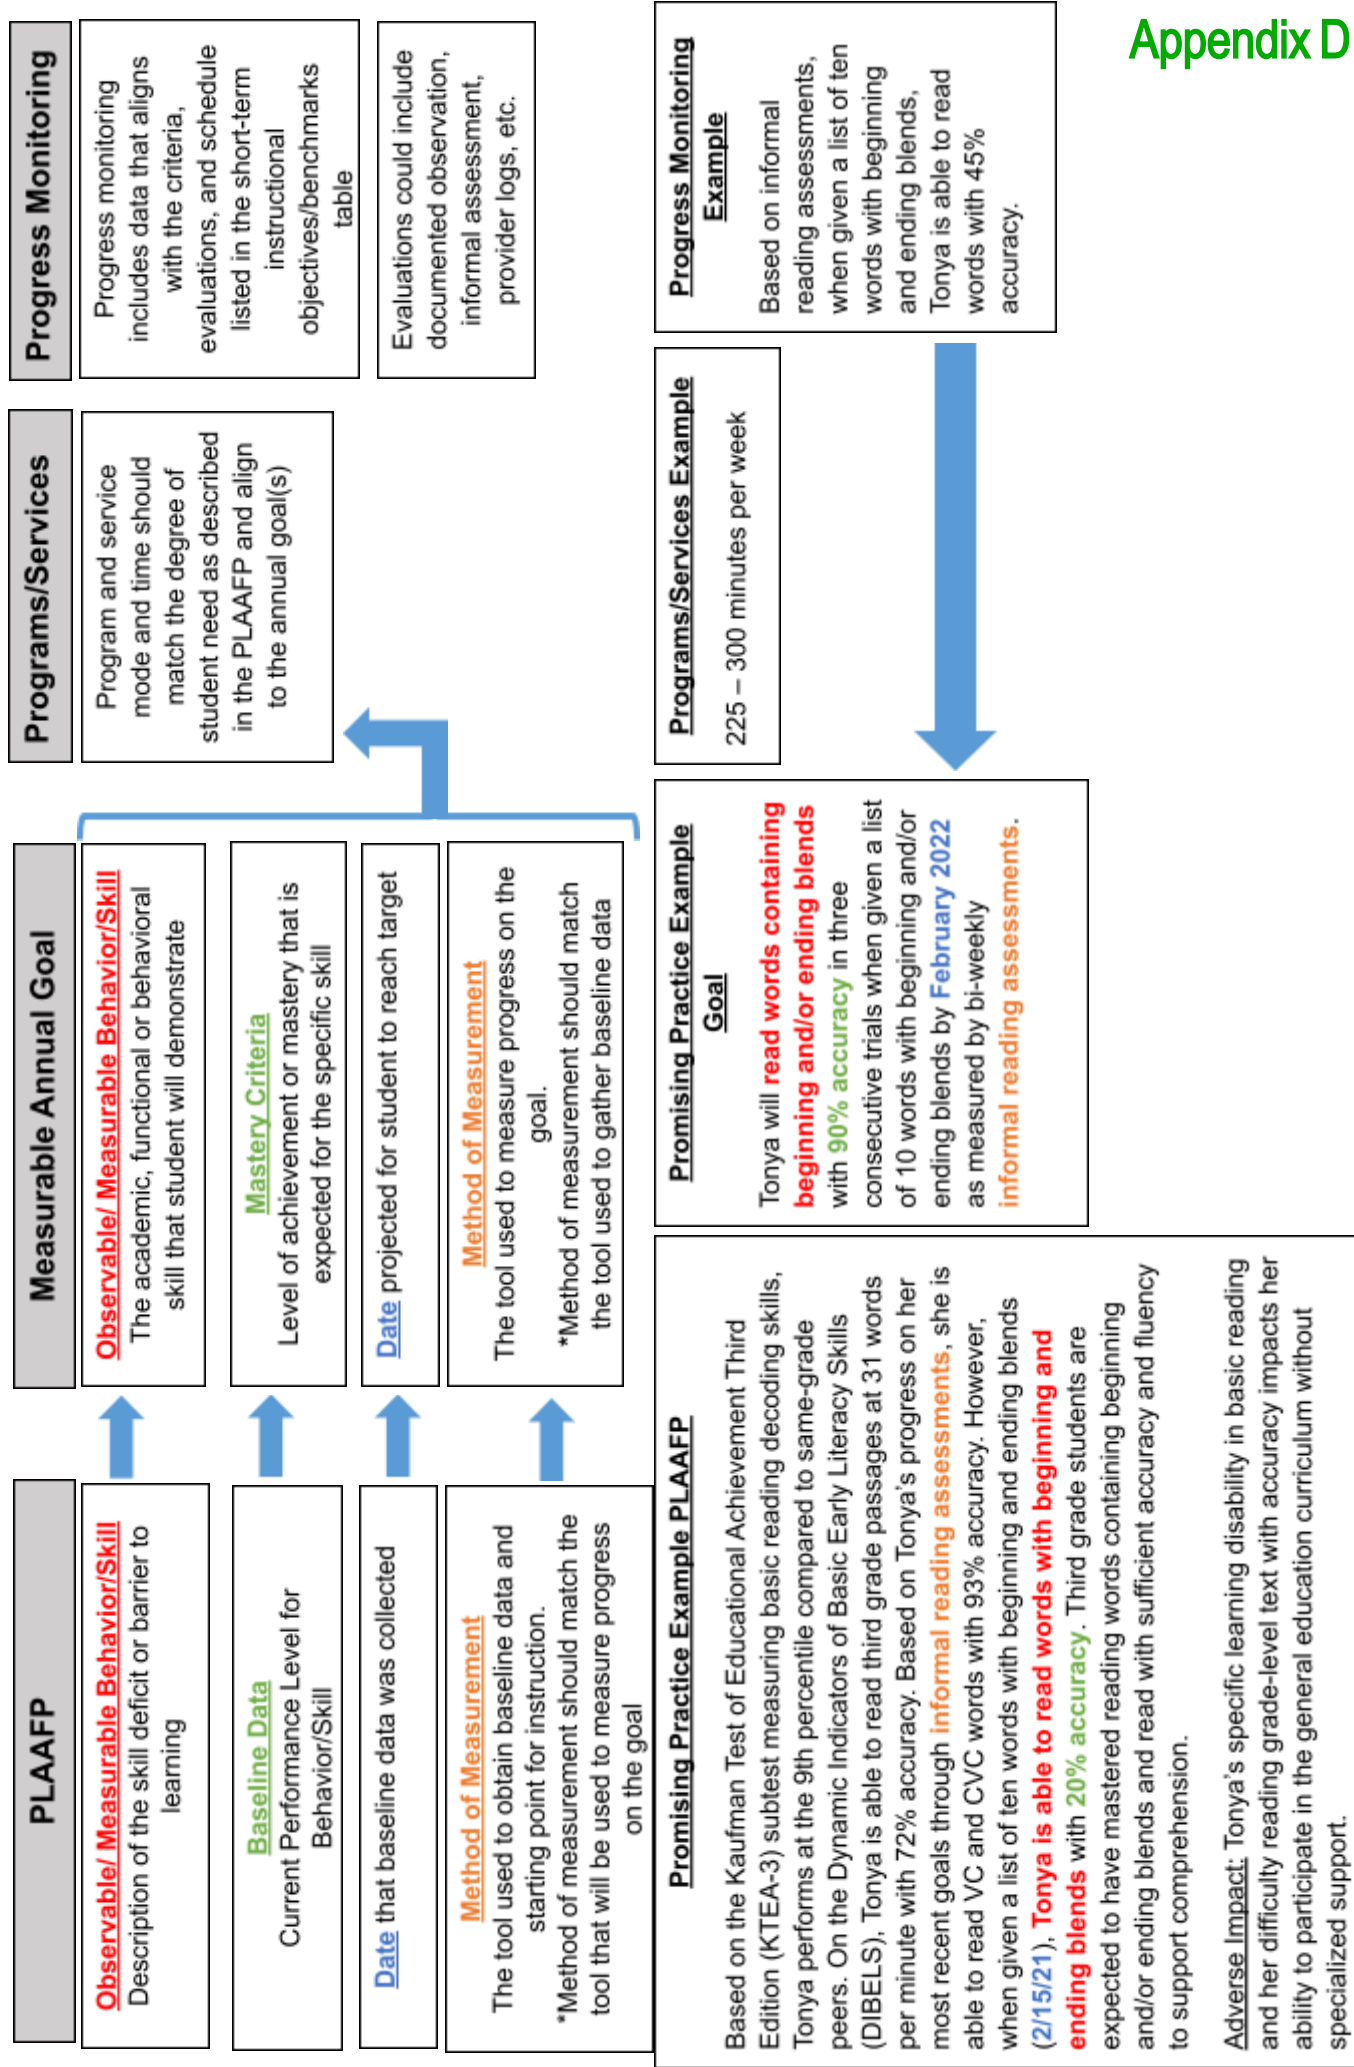 Appendix D
PLAAFP
Observable/ Measurable Behavior/Skill
Description of the skill deficit or barrier to
learning
Baseline Data
Current Performance Level for
Behavior/Skill
Date that baseline data was collected
Method of Measurement
The tool used to obtain baseline data and
starting point for instruction.
*Method of measurement should match the
tool that will be used to measure progress
on the goal
Measurable Annual Goal
Observable/ Measurable Behavior/Skill
The academic, functional or behavioral
skill that student will demonstrate
Mastery Criteria
Level of achievement or mastery that is
expected for the specific skill
Date projected for student to reach target
Method of Measurement
The tool used to measure progress on the
goal.
*Method of measurement should match
the tool used to gather baseline data
Programs/Services
Program and service
mode and time should
match the degree of
student need as described
in the PLAAFP and align
to the annual goal(s)
Progress Monitoring
Progress monitoring
includes data that aligns
with the criteria,
evaluations, and schedule
listed in the short-term
instructional
objectives/benchmarks
table
Evaluations could include
documented observation,
informal assessment,
provider logs, etc.
Promising Practice Example PLAAFP
Based on the Kaufman Test of Educational Achievement Third
Edition (KTEA-3) subtest measuring basic reading decoding skills,
Tonya performs at the 9th percentile compared to same-grade
peers. On the Dynamic Indicators of Basic Early Literacy Skills
(DIBELS), Tonya is able to read third grade passages at 31 words
per minute with 72% accuracy. Based on Tonya's progress on her
most recent goals through informal reading assessments, she is
able to read VC and CVC words with 93% accuracy. However,
when given a list of ten words with beginning and ending blends
(2/15/21), Tonya is able to read words with beginning and
ending blends with 20% accuracy. Third grade students are
expected to have mastered reading words containing beginning
and/or ending blends and read with sufficient accuracy and fluency
to support comprehension.
Adverse Impact: Tonya's specific learning disability in basic reading
and her difficulty reading grade-level text with accuracy impacts her
ability to participate in the general education curriculum without
specialized support.
Promising Practice Example
Goal
Tonya will read words containing
beginning and/or ending blends
with 90% accuracy in three
consecutive trials when given a list
of 10 words with beginning and/or
ending blends by February 2022
as measured by bi-weekly
informal reading assessments.
Programs/Services Example
225 – 300 minutes per week
Progress Monitoring
Example
Based on informal
reading assessments,
when given a list of ten
words with beginning
and ending blends,
Tonya is able to read
words with 45%
accuracy.